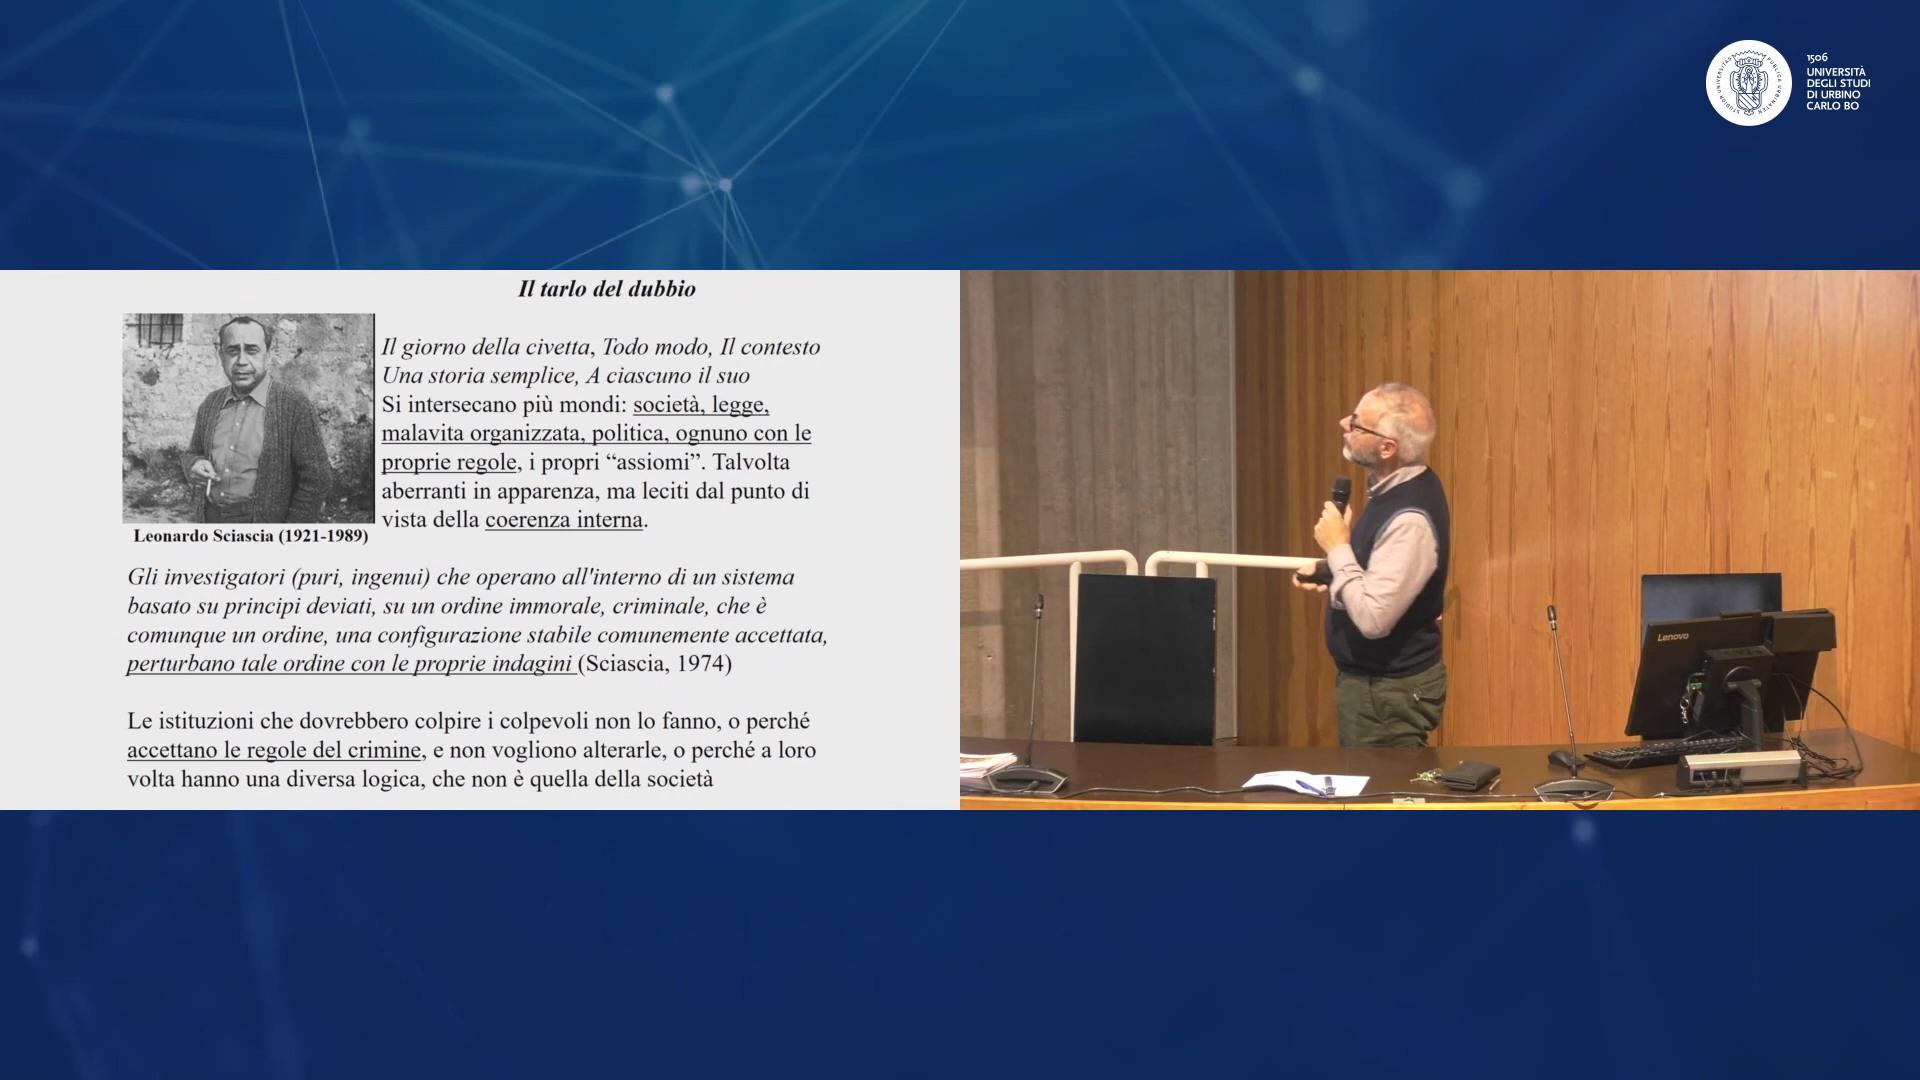 1506
UNIVERSITÀ
DEGLI STUDI
DI URBINO
CARLO BO
Il tarlo del dubbio
Il giorno della civetta, Todo modo, Il contesto
Una storia semplice, A ciascuno il suo
Si intersecano più mondi: società, legge,
malavita organizzata, politica, ognuno con le
proprie regole, i propri “assiomi”. Talvolta
aberranti in apparenza, ma leciti dal punto di
vista della coerenza interna.
Leonardo Sciascia (1921-1989)
Gli investigatori (puri, ingenui) che operano all'interno di un sistema
basato su principi deviati, su un ordine immorale, criminale, che è
comunque un ordine, una configurazione stabile comunemente accettata,
perturbano tale ordine con le proprie indagini (Sciascia, 1974)
Le istituzioni che dovrebbero colpire i colpevoli non lo fanno, o perché
accettano le regole del crimine, e non vogliono alterarle, o perché a loro
volta hanno una diversa logica, che non è quella della società
Lenovo